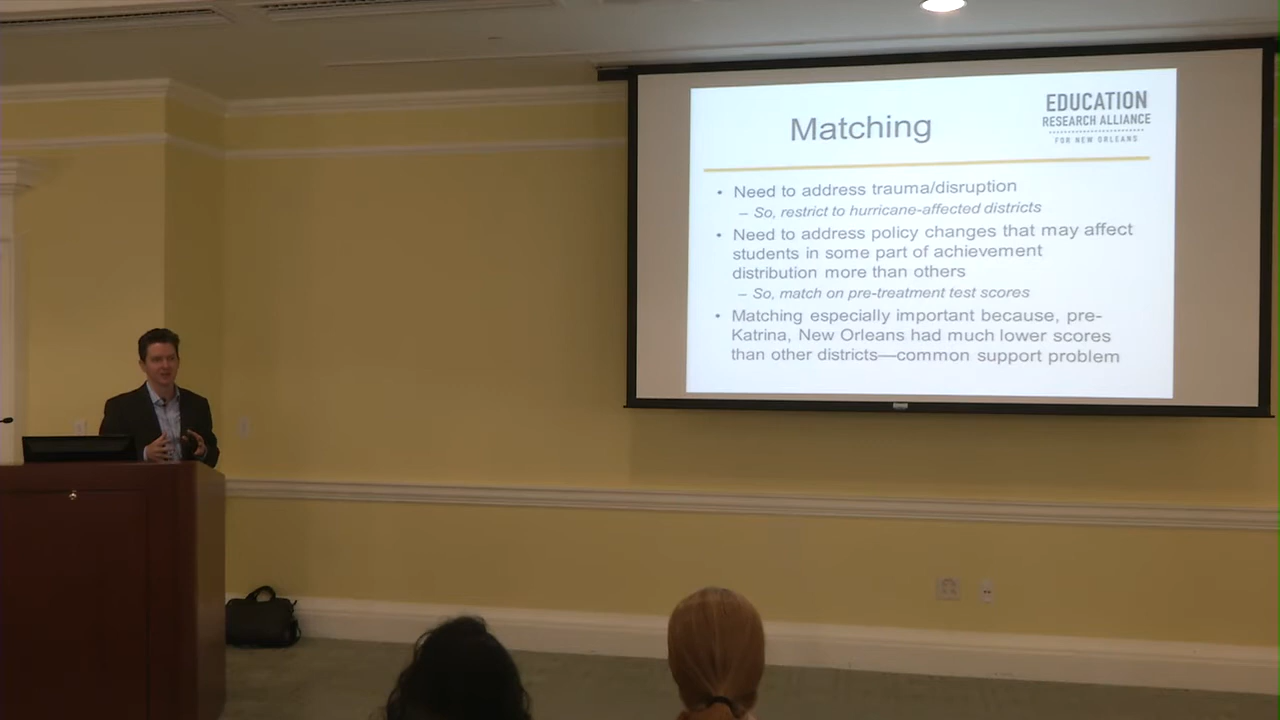 Matching
EDUCATION
RESEARCH ALLIANCE
FOR NEW ORLEANS
• Need to address trauma/disruption
– So, restrict to hurricane-affected districts
• Need to address policy changes that may affect
students in some part of achievement
distribution more than others
– So, match on pre-treatment test scores
• Matching especially important because, pre-
Katrina, New Orleans had much lower scores
than other districts—common support problem